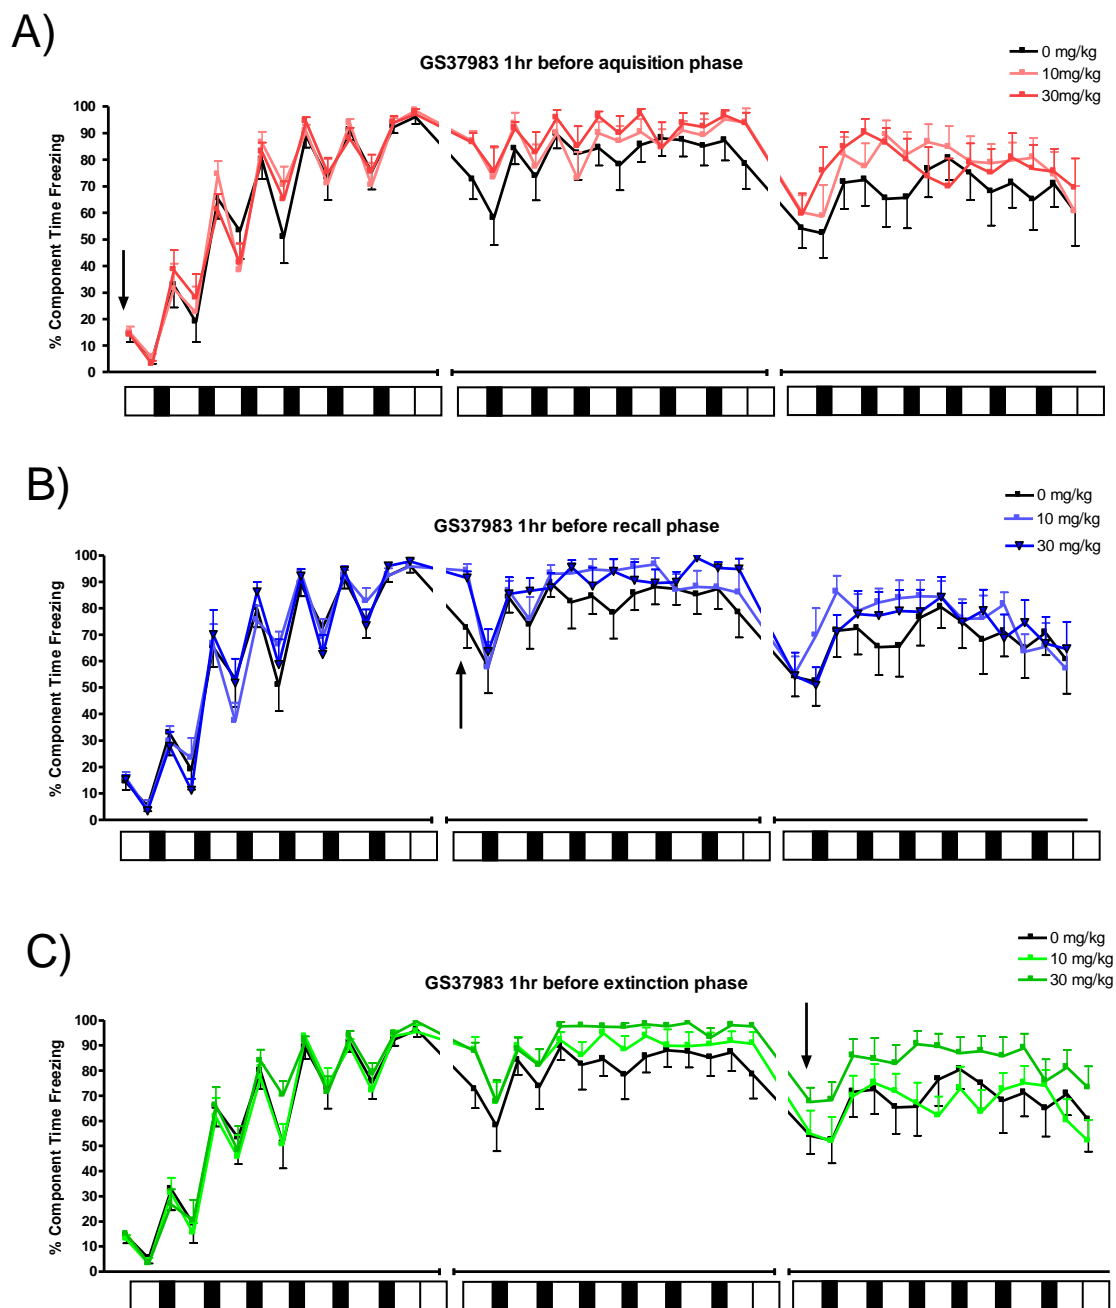 A)
GS37983 1hr before aquisition phase
0 mg/kg
10mg/kg
30mg/kg
% Component Time Freezing
100
90
80
70
60
50
40
30
20
10
0
B)
GS37983 1hr before recall phase
0 mg/kg
10 mg/kg
30 mg/kg
% Component Time Freezing
100
90
80
70
60
50
40
30
20
10
0
C)
GS37983 1hr before extinction phase
0 mg/kg
10 mg/kg
30 mg/kg
% Component Time Freezing
100
90
80
70
60
50
40
30
20
10
0